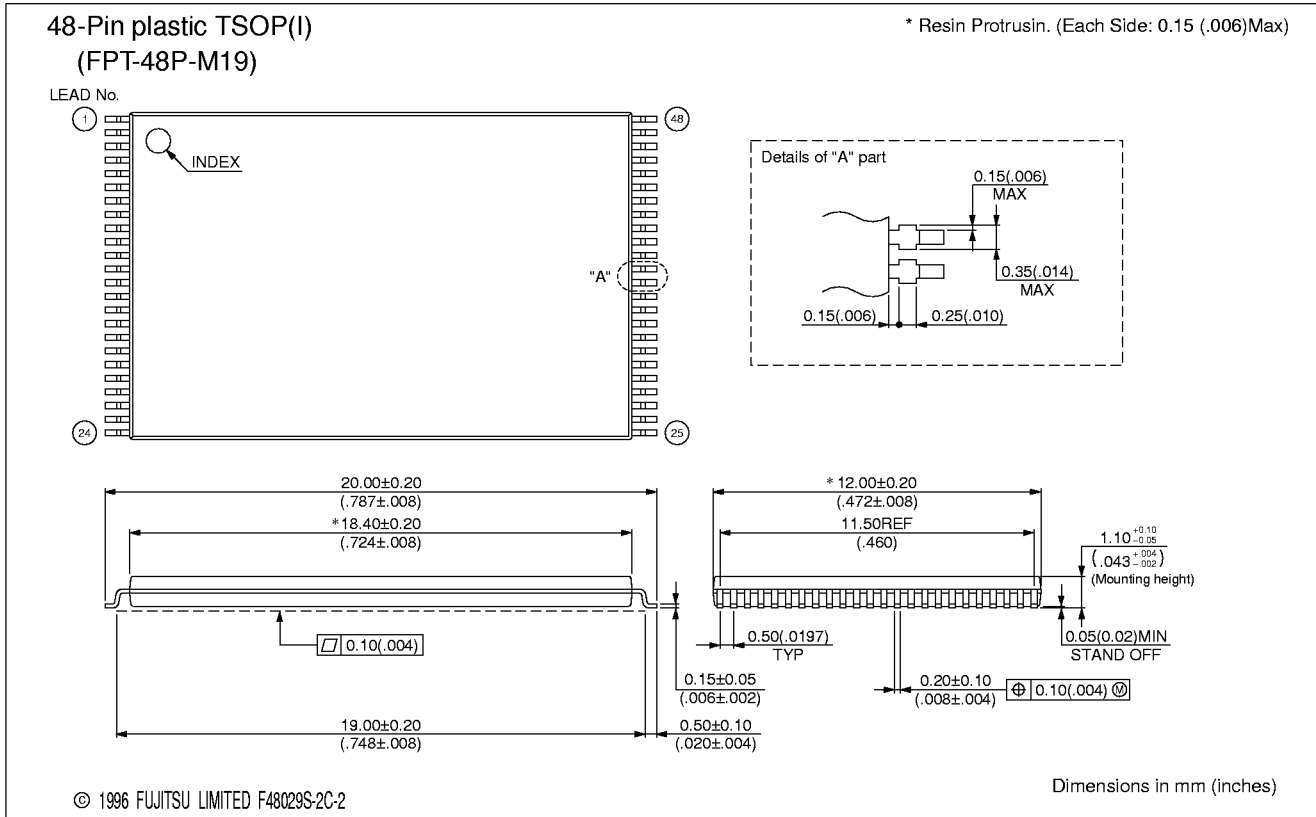 48-Pin plastic TSOP(I)
(FPT-48P-M19)
* Resin Protrusin. (Each Side: 0.15 (.006)Max)
LEAD No.
1
48
INDEX
"A"
24
25
Details of "A" part
0.15(.006)
MAX
0.35(.014)
MAX
0.15(.006)
0.25(.010)
20.00±0.20
(.787±.008)
*18.40±0.20
(.724±.008)
0.10(.004)
0.15±0.05
(.006±.002)
19.00±0.20
(.748±.008)
0.50±0.10
(.020±.004)
* 12.00±0.20
(.472±.008)
11.50REF
(.460)
1.10 +0.10 −0.05
(.043 +.004 −.002)
(Mounting height)
0.50(.0197)
TYP
0.05(0.02)MIN
STAND OFF
0.20±0.10
(.008±.004)
⌖ 0.10(.004) Ⓜ
© 1996 FUJITSU LIMITED F48029S-2C-2
Dimensions in mm (inches)